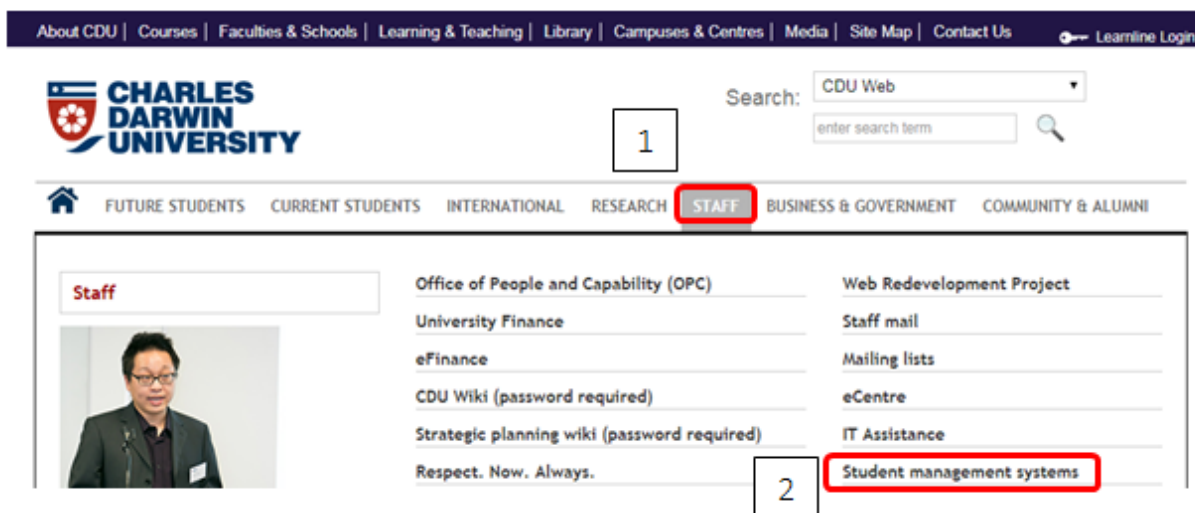 About CDU | Courses | Faculties & Schools | Learning & Teaching | Library | Campuses & Centres | Media | Site Map | Contact Us Learnline Login
CHARLES
DARWIN
UNIVERSITY
Search: CDU Web
enter search term
1
FUTURE STUDENTS CURRENT STUDENTS INTERNATIONAL RESEARCH STAFF BUSINESS & GOVERNMENT COMMUNITY & ALUMNI
Staff
Office of People and Capability (OPC)
University Finance
eFinance
CDU Wiki (password required)
Strategic planning wiki (password required)
Respect. Now. Always.
Web Redevelopment Project
Staff mail
Mailing lists
eCentre
IT Assistance
Student management systems
2